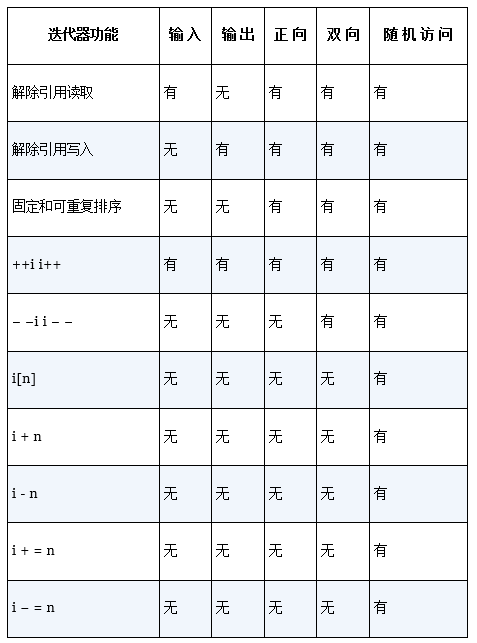 迭代器功能 输入 输出 正向 双向 随机访问
解除引用读取 有 无 有 有 有
解除引用写入 无 有 有 有 有
固定和可重复排序 无 无 有 有 有
++i i++ 有 有 有 有 有
− −i i − − 无 无 无 有 有
i[n] 无 无 无 无 有
i + n 无 无 无 无 有
i - n 无 无 无 无 有
i + = n 无 无 无 无 有
i − = n 无 无 无 无 有